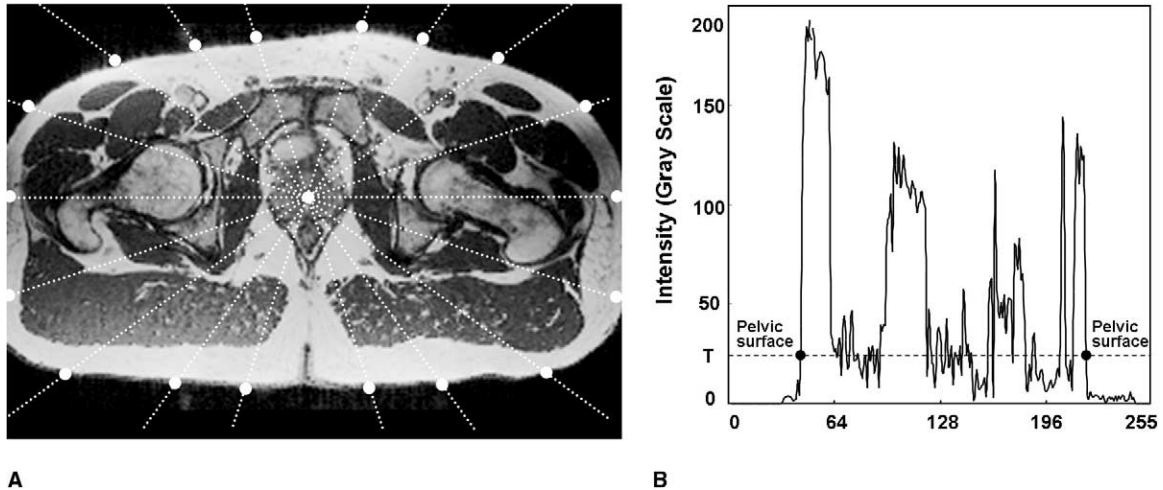 200
150
100
50
T
0
Intensity (Gray Scale)
Pelvic
surface
Pelvic
surface
0 64 128 196 255
A B